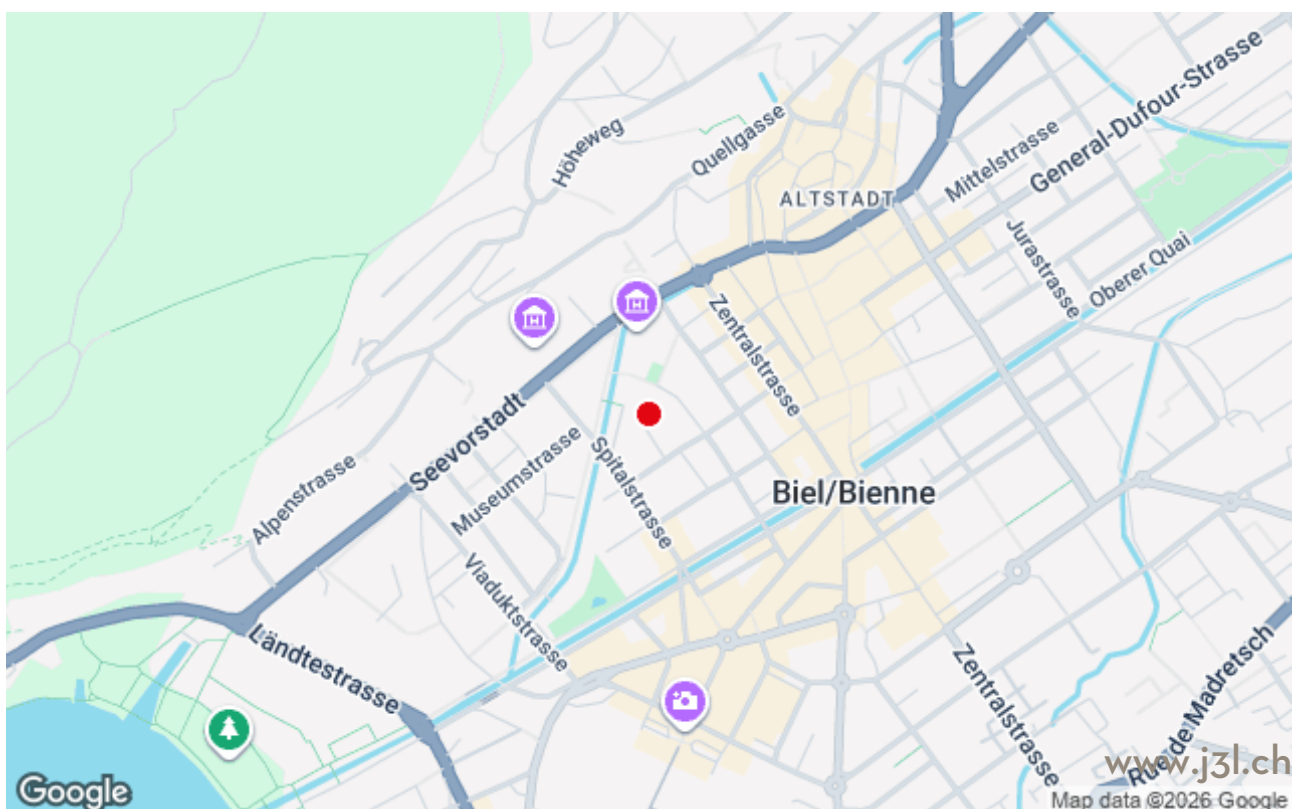 General-Dufour-Strasse
Höheweg
Quellgasse
Mittelstrasse
ALTSTADT
Jurastrasse
Oberer Quai
Zentralstrasse
Seevorstadt
Museumstrasse
Spitalstrasse
Alpenstrasse
Biel/Bienne
Viaduktstrasse
Ländtestrasse
Zentralstrasse
Rue de Madretsch
www.j3l.ch
Google
Map data ©2026 Google